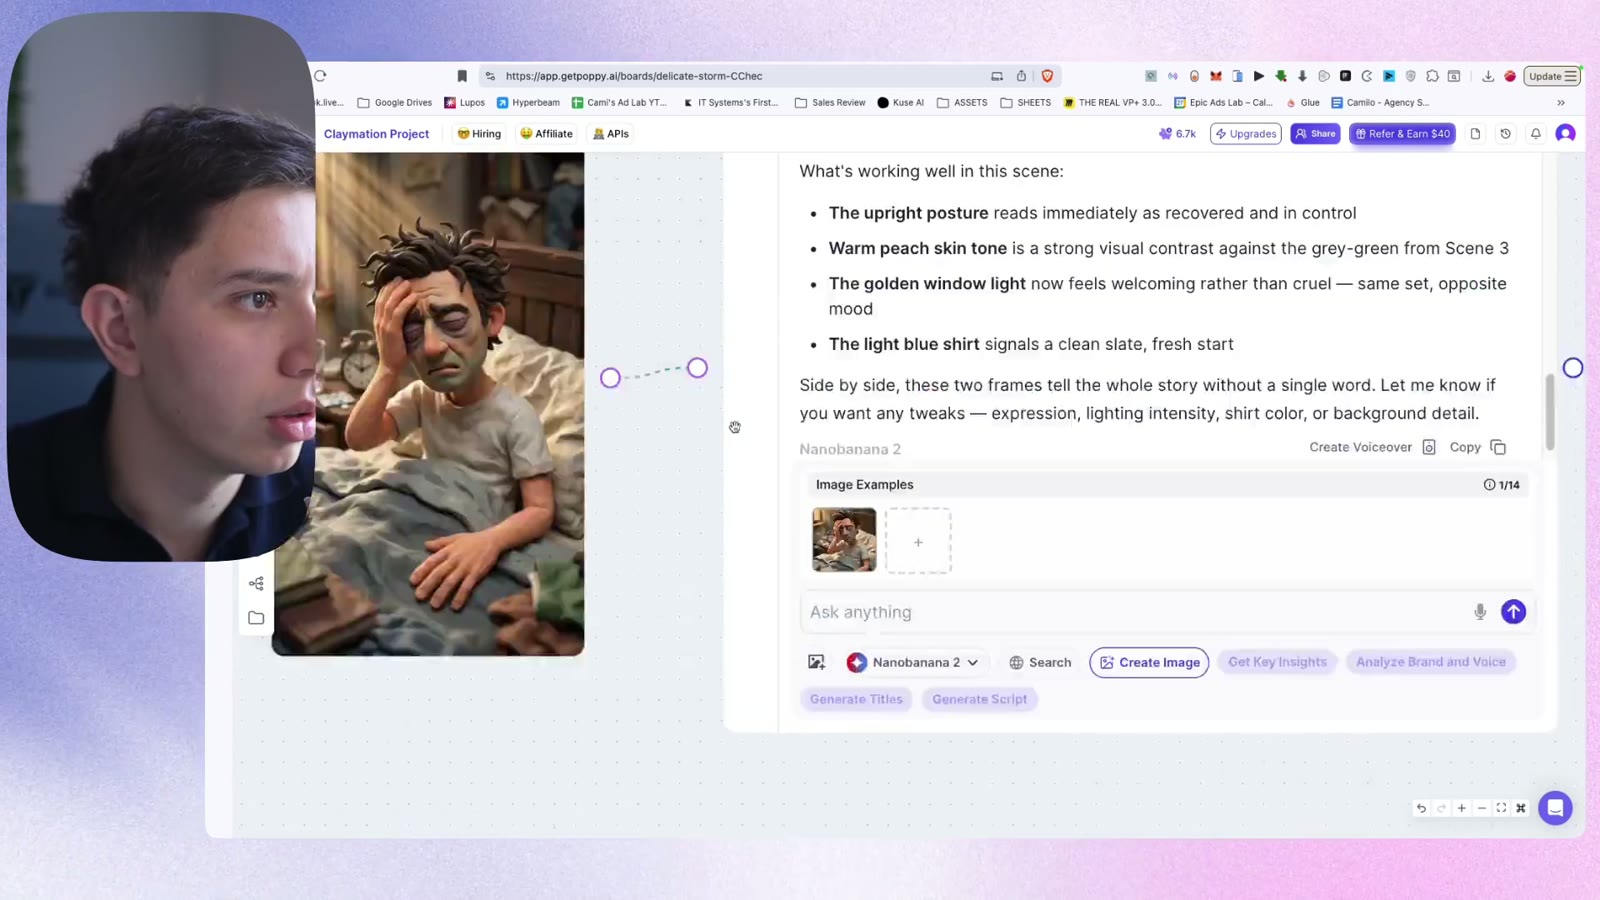 https://app.getpoppy.ai/boards/delicate-storm-CChec
Update
k.live...
Google Drives
Lupos
Hyperbeam
Cami's Ad Lab YT...
IT Systems's First...
Sales Review
Kuse AI
ASSETS
SHEETS
THE REAL VP+ 3.0...
Epic Ads Lab – Cal...
Glue
Camilo - Agency S...
»
Claymation Project
Hiring
Affiliate
APIs
6.7k
Upgrades
Share
Refer & Earn $40
What's working well in this scene:
• The upright posture reads immediately as recovered and in control
• Warm peach skin tone is a strong visual contrast against the grey-green from Scene 3
• The golden window light now feels welcoming rather than cruel — same set, opposite
mood
• The light blue shirt signals a clean slate, fresh start
Side by side, these two frames tell the whole story without a single word. Let me know if
you want any tweaks — expression, lighting intensity, shirt color, or background detail.
Nanobanana 2
Create Voiceover
Copy
Image Examples
1/14
Ask anything
Nanobanana 2
Search
Create Image
Get Key Insights
Analyze Brand and Voice
Generate Titles
Generate Script